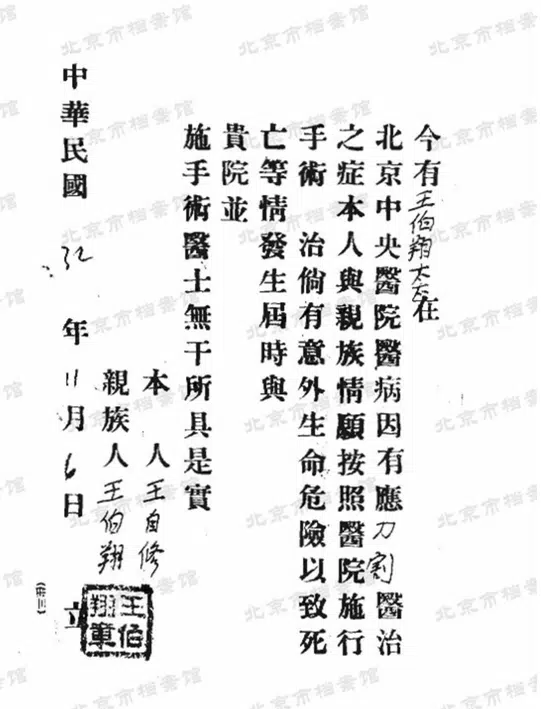 今有王伯翔太太在
北京中央醫院醫病因有應刀割醫治
之症本人與親族情願按照醫院施行
手術 治倘有意外生命危險以致死
亡等情發生屆時與
貴院並
施手術醫士無干所具是實
本人王自修
親族人王伯翔
王伯翔章
中華民國32年11月6日立
北京市档案馆